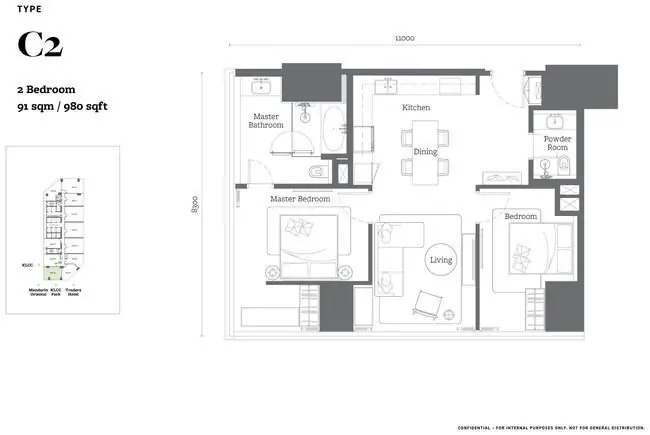 TYPE
C2
2 Bedroom
91 sqm / 980 sqft
11000
8300
Master
Bathroom
Kitchen
Dining
Powder
Room
Master Bedroom
Bedroom
Living
KLCC
Mandarin
Oriental
KLCC
Park
Traders
Hotel
CONFIDENTIAL - FOR INTERNAL PURPOSES ONLY. NOT FOR GENERAL DISTRIBUTION.